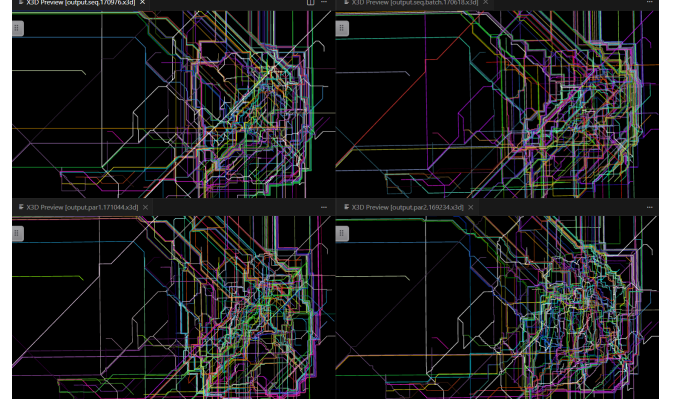 X3D Preview [output.seq.170976.x3d] ×
X3D Preview [output.seq.batch.170618.x3d] ×
X3D Preview [output.par1.171044.x3d] ×
X3D Preview [output.par2.169234.x3d] ×